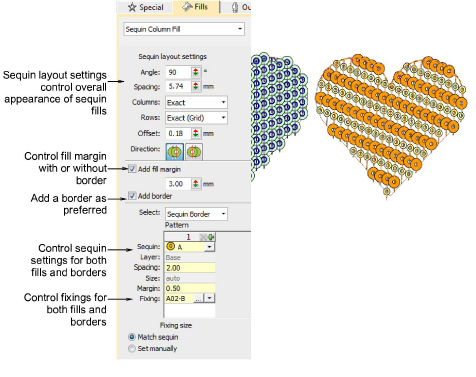 Special
Fills
Ou
Sequin Column Fill
Sequin layout settings
Sequin layout settings
control overall
appearance of sequin
fills
Angle: 90 °
Spacing: 5.74 mm
Columns: Exact
Rows: Exact (Grid)
Offset: 0.18 mm
Direction:
Control fill margin
with or without
border
Add fill margin
3.00 mm
Add a border as
preferred
Add border
Select: Sequin Border
Pattern
1
Control sequin
settings for both
fills and borders
Sequin: A
Layer: Base
Spacing: 2.00
Size: auto
Margin: 0.50
Control fixings for
both fills and
borders
Fixing: A02-B ...
Fixing size
Match sequin
Set manually